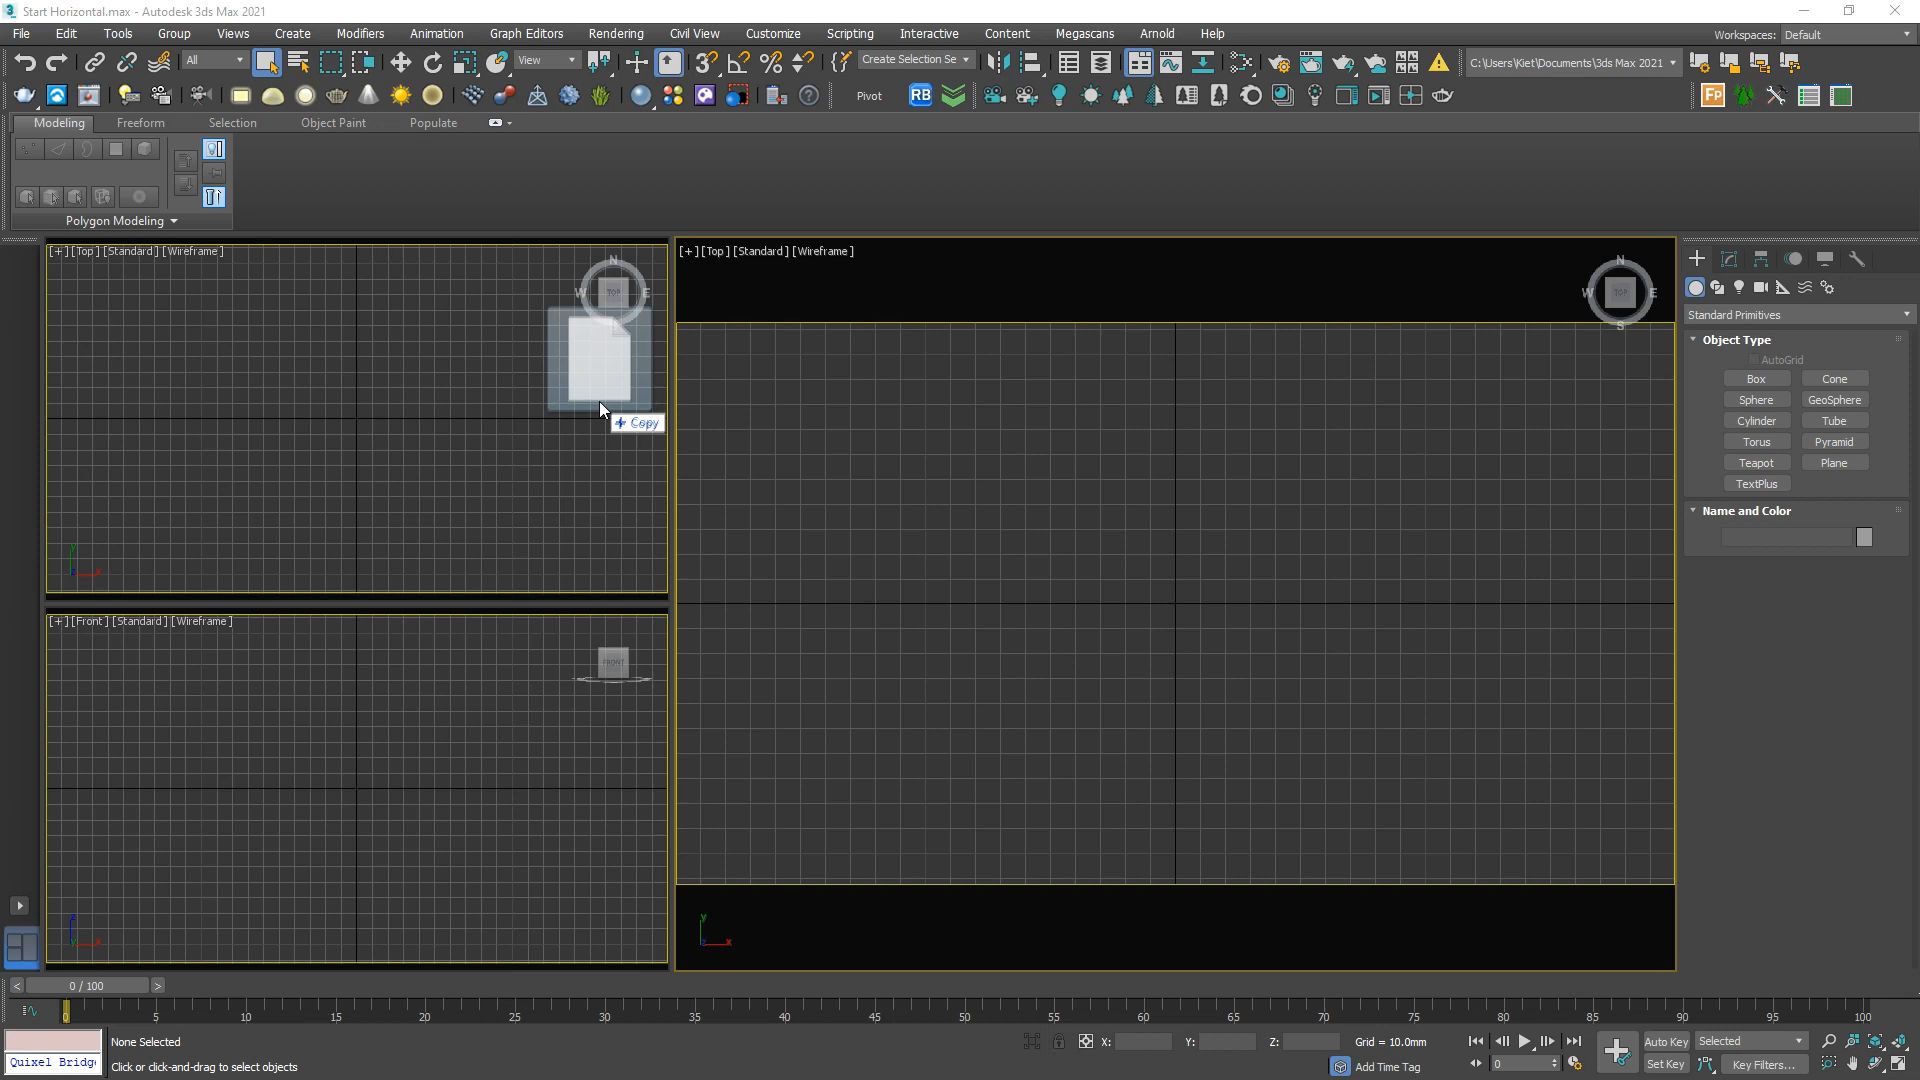 Start Horizontal.max - Autodesk 3ds Max 2021
File Edit Tools Group Views Create Modifiers Animation Graph Editors Rendering Civil View Customize Scripting Interactive Content Megascans Arnold Help
Workspaces: Default
All View Create Selection Se C:\Users\Kiet\Documents\3ds Max 2021
Pivot RB Fp
Modeling Freeform Selection Object Paint Populate
Polygon Modeling
[+] [Top] [Standard] [Wireframe]
N
W TOP E
Copy
[+] [Front] [Standard] [Wireframe]
FRONT
[+] [Top] [Standard] [Wireframe]
N
W TOP E
S
Standard Primitives
Object Type
AutoGrid
Box Cone
Sphere GeoSphere
Cylinder Tube
Torus Pyramid
Teapot Plane
TextPlus
Name and Color
< 0 / 100 >
0 5 10 15 20 25 30 35 40 45 50 55 60 65 70 75 80 85 90 95 100
None Selected
X: Y: Z: Grid = 10.0mm
Auto Key Selected
Quixel Bridg
Click or click-and-drag to select objects
Add Time Tag
0
Set Key Key Filters...